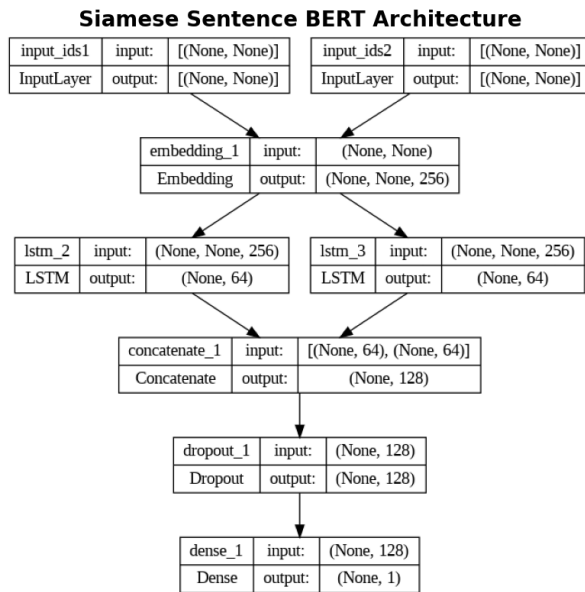 Siamese Sentence BERT Architecture
input_ids1 input: [(None, None)]
InputLayer output: [(None, None)]
input_ids2 input: [(None, None)]
InputLayer output: [(None, None)]
embedding_1 input: (None, None)
Embedding output: (None, None, 256)
lstm_2 input: (None, None, 256)
LSTM output: (None, 64)
lstm_3 input: (None, None, 256)
LSTM output: (None, 64)
concatenate_1 input: [(None, 64), (None, 64)]
Concatenate output: (None, 128)
dropout_1 input: (None, 128)
Dropout output: (None, 128)
dense_1 input: (None, 128)
Dense output: (None, 1)